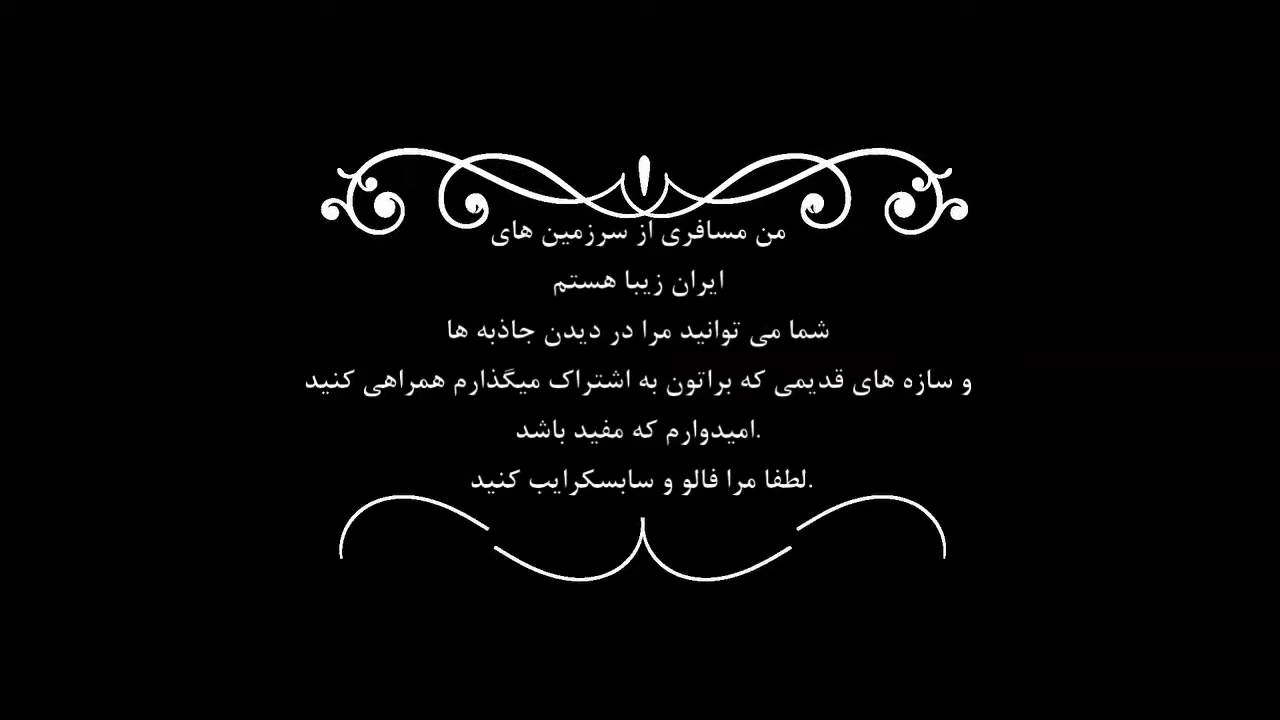 من مسافری از سرزمین های
ایران زیبا هستم
شما می توانید مرا در دیدن جاذبه ها
و سازه های قدیمی که براتون به اشتراک میگذارم همراهی کنید
.امیدوارم که مفید باشد
.لطفا مرا فالو و سابسکرایب کنید